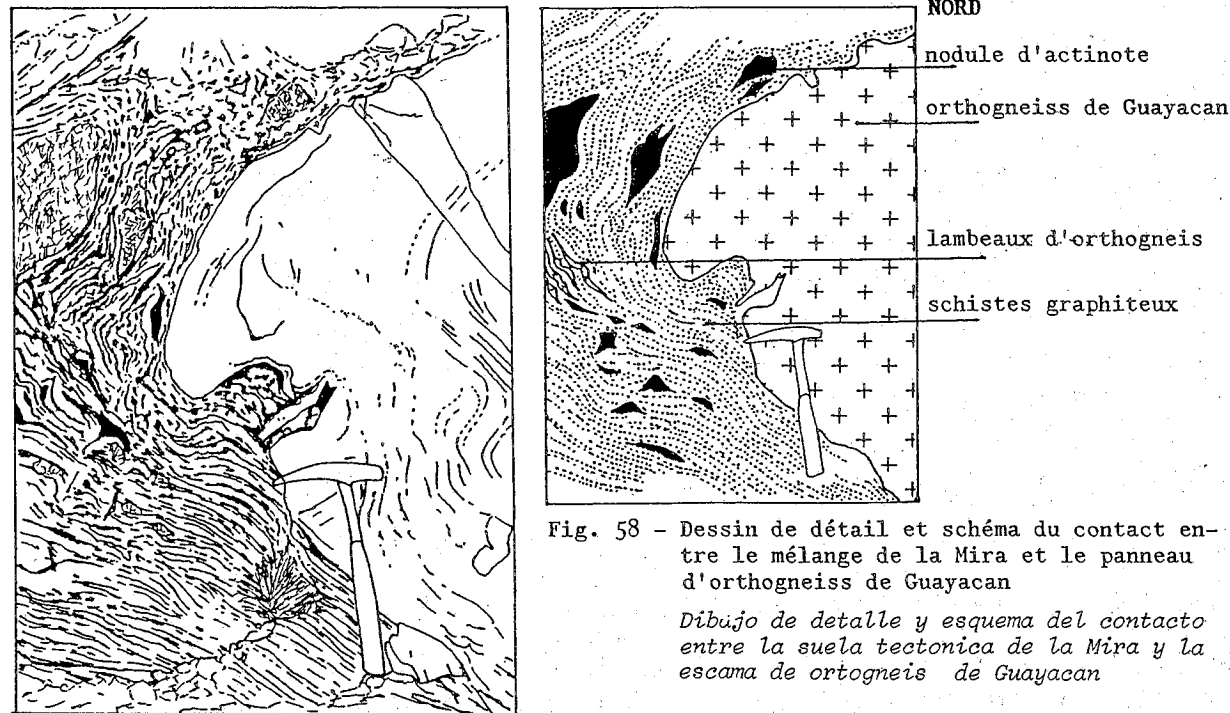 NORD
nodule d'actinote
orthogneiss de Guayacan
lambeaux d'orthogneis
schistes graphiteux
Fig. 58 – Dessin de détail et schéma du contact en-
tre le mélange de la Mira et le panneau
d'orthogneiss de Guayacan
Dibujo de detalle y esquema del contacto
entre la suela tectonica de la Mira y la
escama de ortogneis de Guayacan